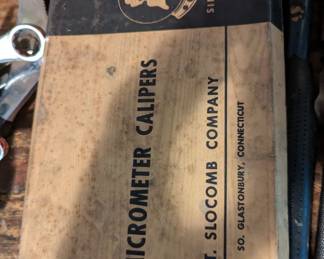 MICROMETER CALIPERS
T. SLOCOMB COMPANY
SO. GLASTONBURY, CONNECTICUT